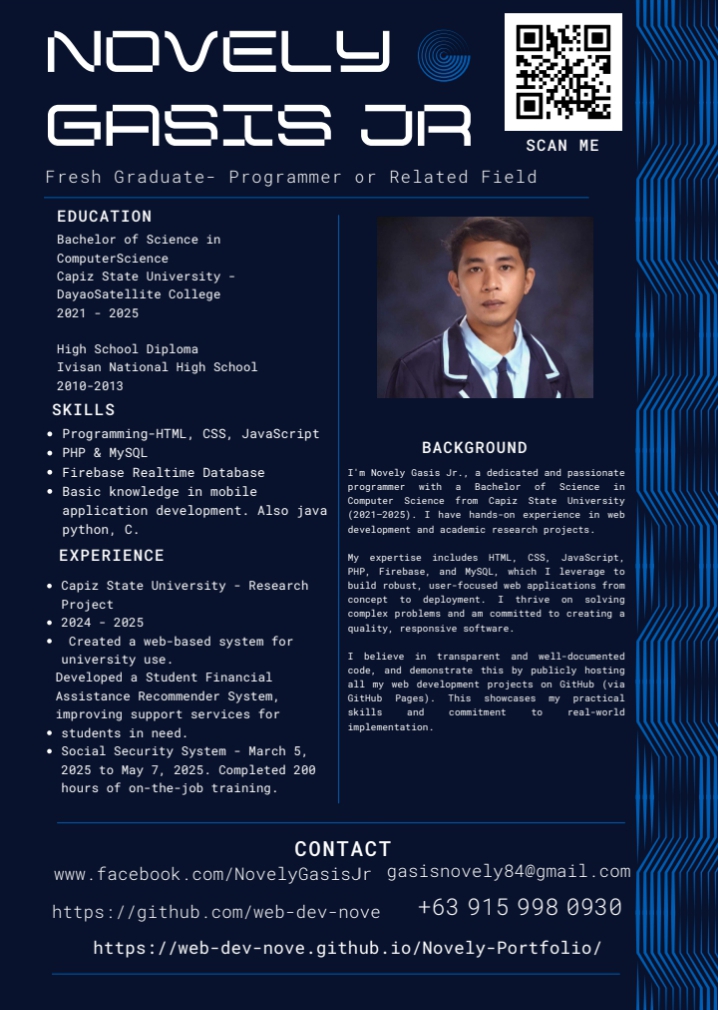 NOVELY
GASIS JR
SCAN ME
Fresh Graduate- Programmer or Related Field
EDUCATION
Bachelor of Science in
ComputerScience
Capiz State University -
DayaoSatellite College
2021 - 2025
High School Diploma
Ivisan National High School
2010-2013
SKILLS
• Programming-HTML, CSS, JavaScript
• PHP & MySQL
• Firebase Realtime Database
• Basic knowledge in mobile
application development. Also java
python, C.
EXPERIENCE
• Capiz State University - Research
Project
• 2024 - 2025
• Created a web-based system for
university use.
Developed a Student Financial
Assistance Recommender System,
improving support services for
• students in need.
• Social Security System - March 5,
2025 to May 7, 2025. Completed 200
hours of on-the-job training.
BACKGROUND
I'm Novely Gasis Jr., a dedicated and passionate
programmer with a Bachelor of Science in
Computer Science from Capiz State University
(2021–2025). I have hands-on experience in web
development and academic research projects.
My expertise includes HTML, CSS, JavaScript,
PHP, Firebase, and MySQL, which I leverage to
build robust, user-focused web applications from
concept to deployment. I thrive on solving
complex problems and am committed to creating a
quality, responsive software.
I believe in transparent and well-documented
code, and demonstrate this by publicly hosting
all my web development projects on GitHub (via
GitHub Pages). This showcases my practical
skills and commitment to real-world
implementation.
CONTACT
www.facebook.com/NovelyGasisJr
gasisnovely84@gmail.com
https://github.com/web-dev-nove
+63 915 998 0930
https://web-dev-nove.github.io/Novely-Portfolio/